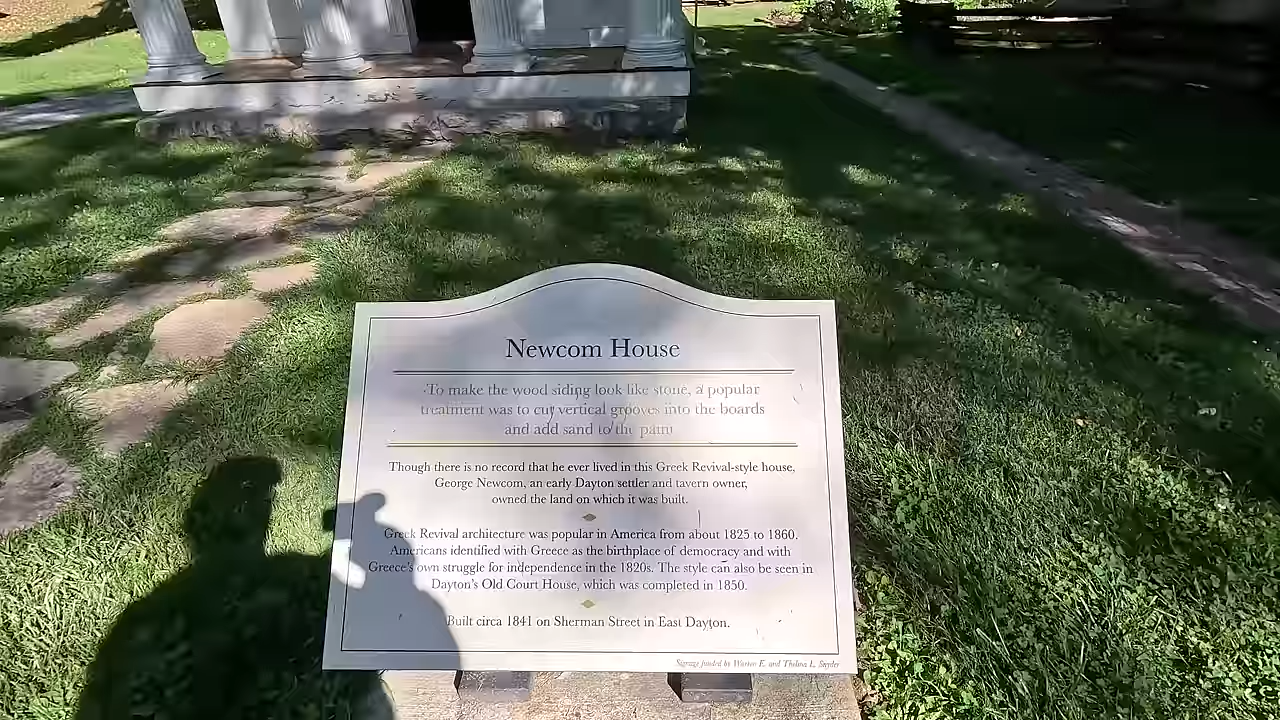 Newcom House
To make the wood siding look like stone, a popular
treatment was to cut vertical grooves into the boards
and add sand to the paint
Though there is no record that he ever lived in this Greek Revival-style house,
George Newcom, an early Dayton settler and tavern owner,
owned the land on which it was built.
Greek Revival architecture was popular in America from about 1825 to 1860.
Americans identified with Greece as the birthplace of democracy and with
Greece's own struggle for independence in the 1820s. The style can also be seen in
Dayton's Old Court House, which was completed in 1850.
Built circa 1841 on Sherman Street in East Dayton.
Signage funded by Warren E. and Thelma L. Snyder